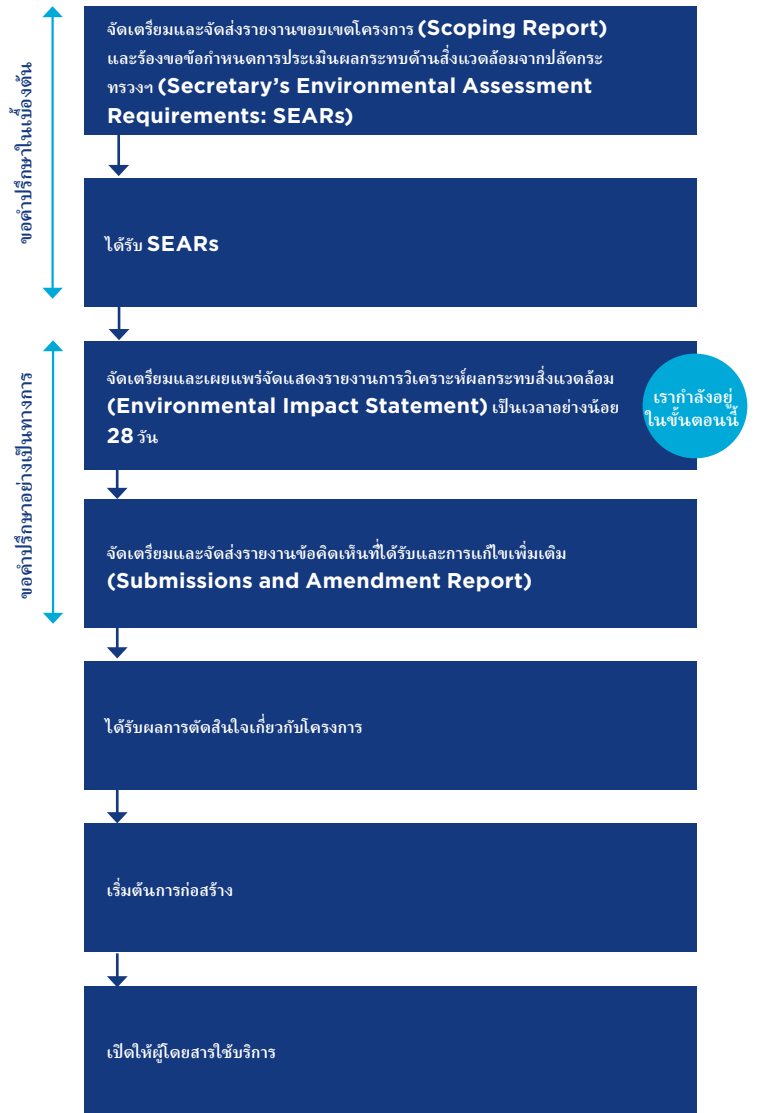 ขอคำปรึกษาในเบื้องต้น
จัดเตรียมและจัดส่งรายงานขอบเขตโครงการ (Scoping Report)
และร้องขอข้อกำหนดการประเมินผลกระทบด้านสิ่งแวดล้อมจากปลัดกระ
ทรวงฯ (Secretary’s Environmental Assessment
Requirements: SEARs)
ได้รับ SEARs
ขอคำปรึกษาอย่างเป็นทางการ
จัดเตรียมและเผยแพร่จัดแสดงรายงานการวิเคราะห์ผลกระทบสิ่งแวดล้อม
(Environmental Impact Statement) เป็นเวลาอย่างน้อย
28 วัน
เรากำลังอยู่
ในขั้นตอนนี้
จัดเตรียมและจัดส่งรายงานข้อคิดเห็นที่ได้รับและการแก้ไขเพิ่มเติม
(Submissions and Amendment Report)
ได้รับผลการตัดสินใจเกี่ยวกับโครงการ
เริ่มต้นการก่อสร้าง
เปิดให้ผู้โดยสารใช้บริการ